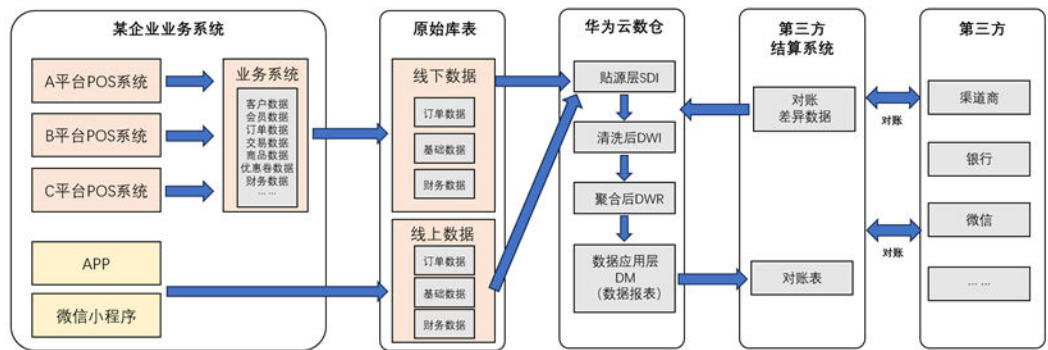 某企业业务系统
A平台POS系统
B平台POS系统
C平台POS系统
APP
微信小程序
业务系统
客户数据
会员数据
订单数据
交易数据
商品数据
优惠卷数据
财务数据
… …
原始库表
线下数据
订单数据
基础数据
财务数据
线上数据
订单数据
基础数据
财务数据
华为云数仓
贴源层SDI
清洗后DWI
聚合后DWR
数据应用层
DM
（数据报表）
第三方
结算系统
对账
差异数据
对账表
对账
对账
第三方
渠道商
银行
微信
… …